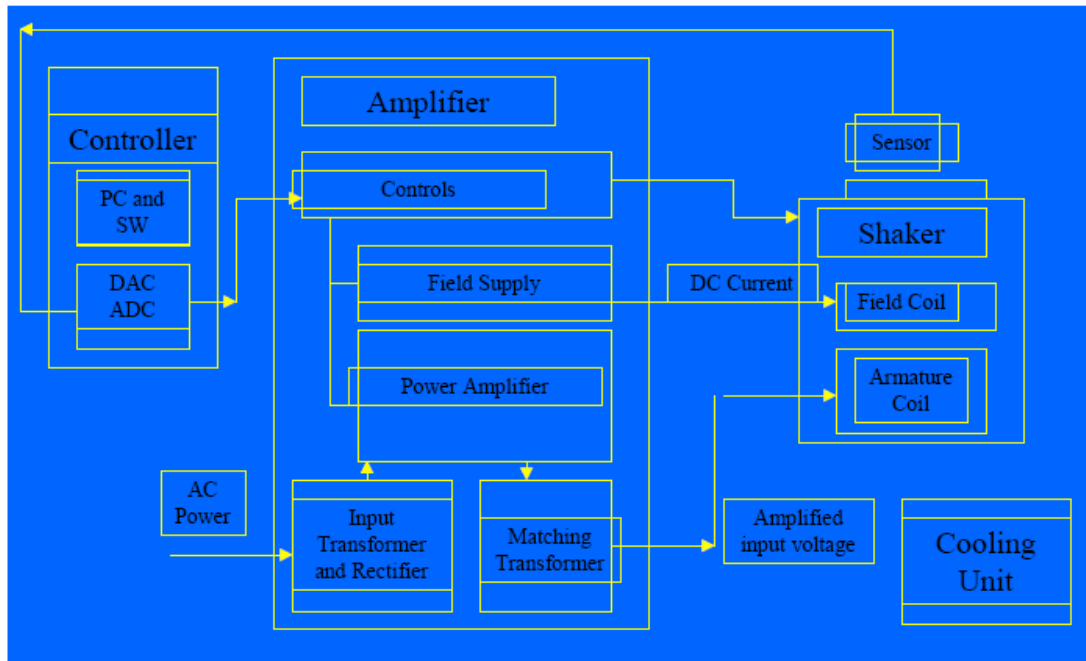 Amplifier
Controller
Sensor
PC and
SW
Controls
Shaker
DAC
ADC
Field Supply
DC Current
Field Coil
Power Amplifier
Armature
Coil
AC
Power
Input
Transformer
and Rectifier
Matching
Transformer
Amplified
input voltage
Cooling
Unit